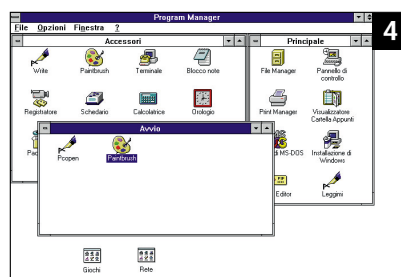 Program Manager
File Opzioni Finestra ?
4
Accessori
Write Paintbrush Terminale Blocco note
Registratore Schedario Calcolatrice Orologio
Principale
File Manager Pannello di controllo
Print Manager Visualizzatore Cartella Appunti
di MS-DOS Installazione di Windows
Editor Leggimi
Avvio
Pcopen Paintbrush
Giochi Rete